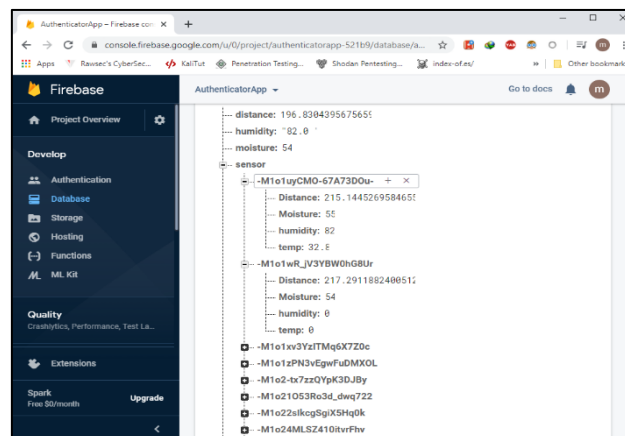 AuthenticatorApp – Firebase con
console.firebase.google.com/u/0/project/authenticatorapp-521b9/database/a...
Apps
Rawsec's CyberSec...
KaliTut
Penetration Testing...
Shodan Pentesting...
index-of.es/
»
Other bookmark
Firebase
AuthenticatorApp
Go to docs
m
Project Overview
distance: 196.8304395675659
humidity: "82.0 "
moisture: 54
Develop
sensor
Authentication
-M1o1uyCMO-67A73DOu-
Database
Distance: 215.1445269584655
Storage
Moisture: 55
Hosting
humidity: 82
Functions
temp: 32.8
ML Kit
-M1o1wR_jV3YBW0hG8Ur
Distance: 217.2911882400512
Quality
Moisture: 54
Crashlytics, Performance, Test La...
humidity: 0
temp: 0
Extensions
-M1o1xv3YzITMq6X7Z0c
-M1o1zPN3vEgwFuDMXOL
Spark
Free $0/month
Upgrade
-M1o2-tx7zzQYpK3DJBy
-M1o21O53Ro3d_dwq722
-M1o22slkcgSgiX5Hq0k
-M1o24MLSZ410itvrFhv